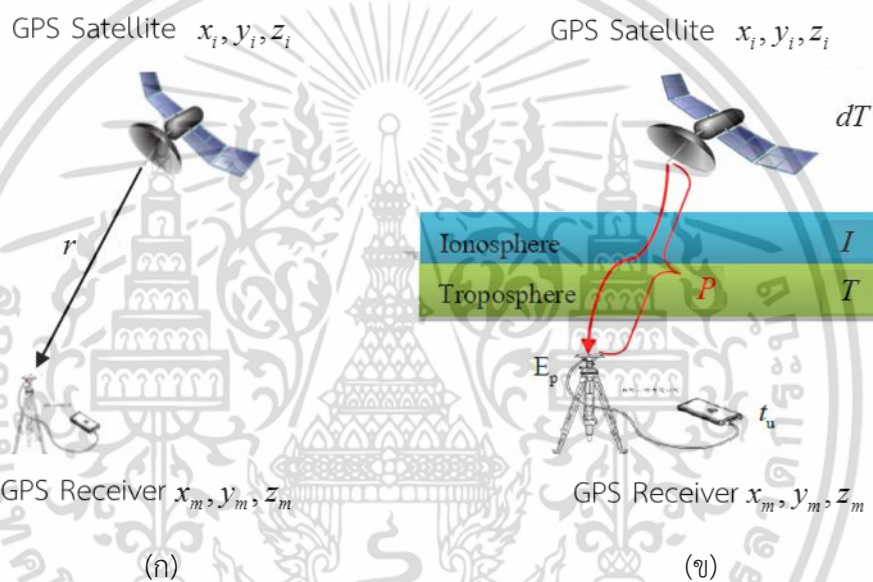 GPS Satellite x_i, y_i, z_i
r
GPS Receiver x_m, y_m, z_m
(ก)
GPS Satellite x_i, y_i, z_i
dT
Ionosphere I
Troposphere P T
E_p
t_u
GPS Receiver x_m, y_m, z_m
(ข)